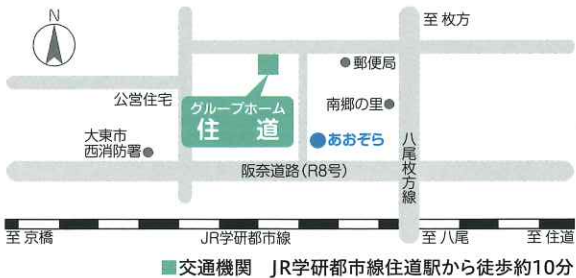 N
至 枚方
郵便局
公営住宅
グループホーム
住 道
南郷の里
大東市
西消防署
あおぞら
八尾枚方線
阪奈道路(R8号)
至 京橋
JR学研都市線
至 八尾
至 住道
■交通機関 JR学研都市線住道駅から徒歩約10分